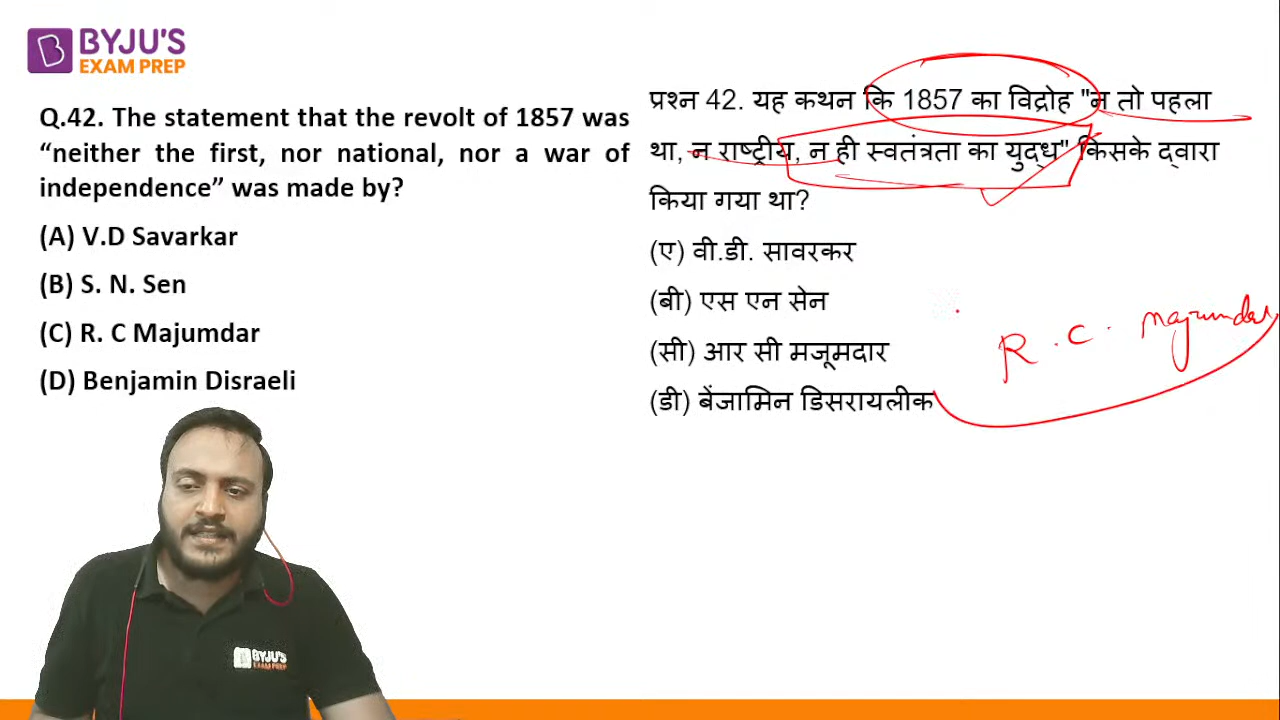 BYJU'S
EXAM PREP
Q.42. The statement that the revolt of 1857 was
“neither the first, nor national, nor a war of
independence” was made by?
(A) V.D Savarkar
(B) S. N. Sen
(C) R. C Majumdar
(D) Benjamin Disraeli
प्रश्न 42. यह कथन कि 1857 का विद्रोह "न तो पहला
था, न राष्ट्रीय, न ही स्वतंत्रता का युद्ध" किसके द्वारा
किया गया था?
(ए) वी.डी. सावरकर
(बी) एस एन सेन
(सी) आर सी मजूमदार
(डी) बेंजामिन डिसरायलीक
R. C. Majumdar
BYJU'S
EXAM PREP